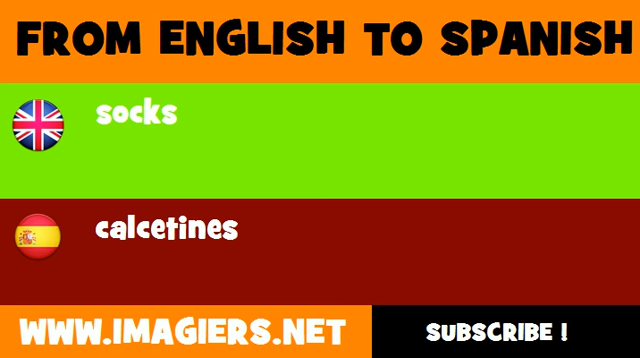 FROM ENGLISH TO SPANISH
socks
calcetines
WWW.IMAGIERS.NET
SUBSCRIBE !